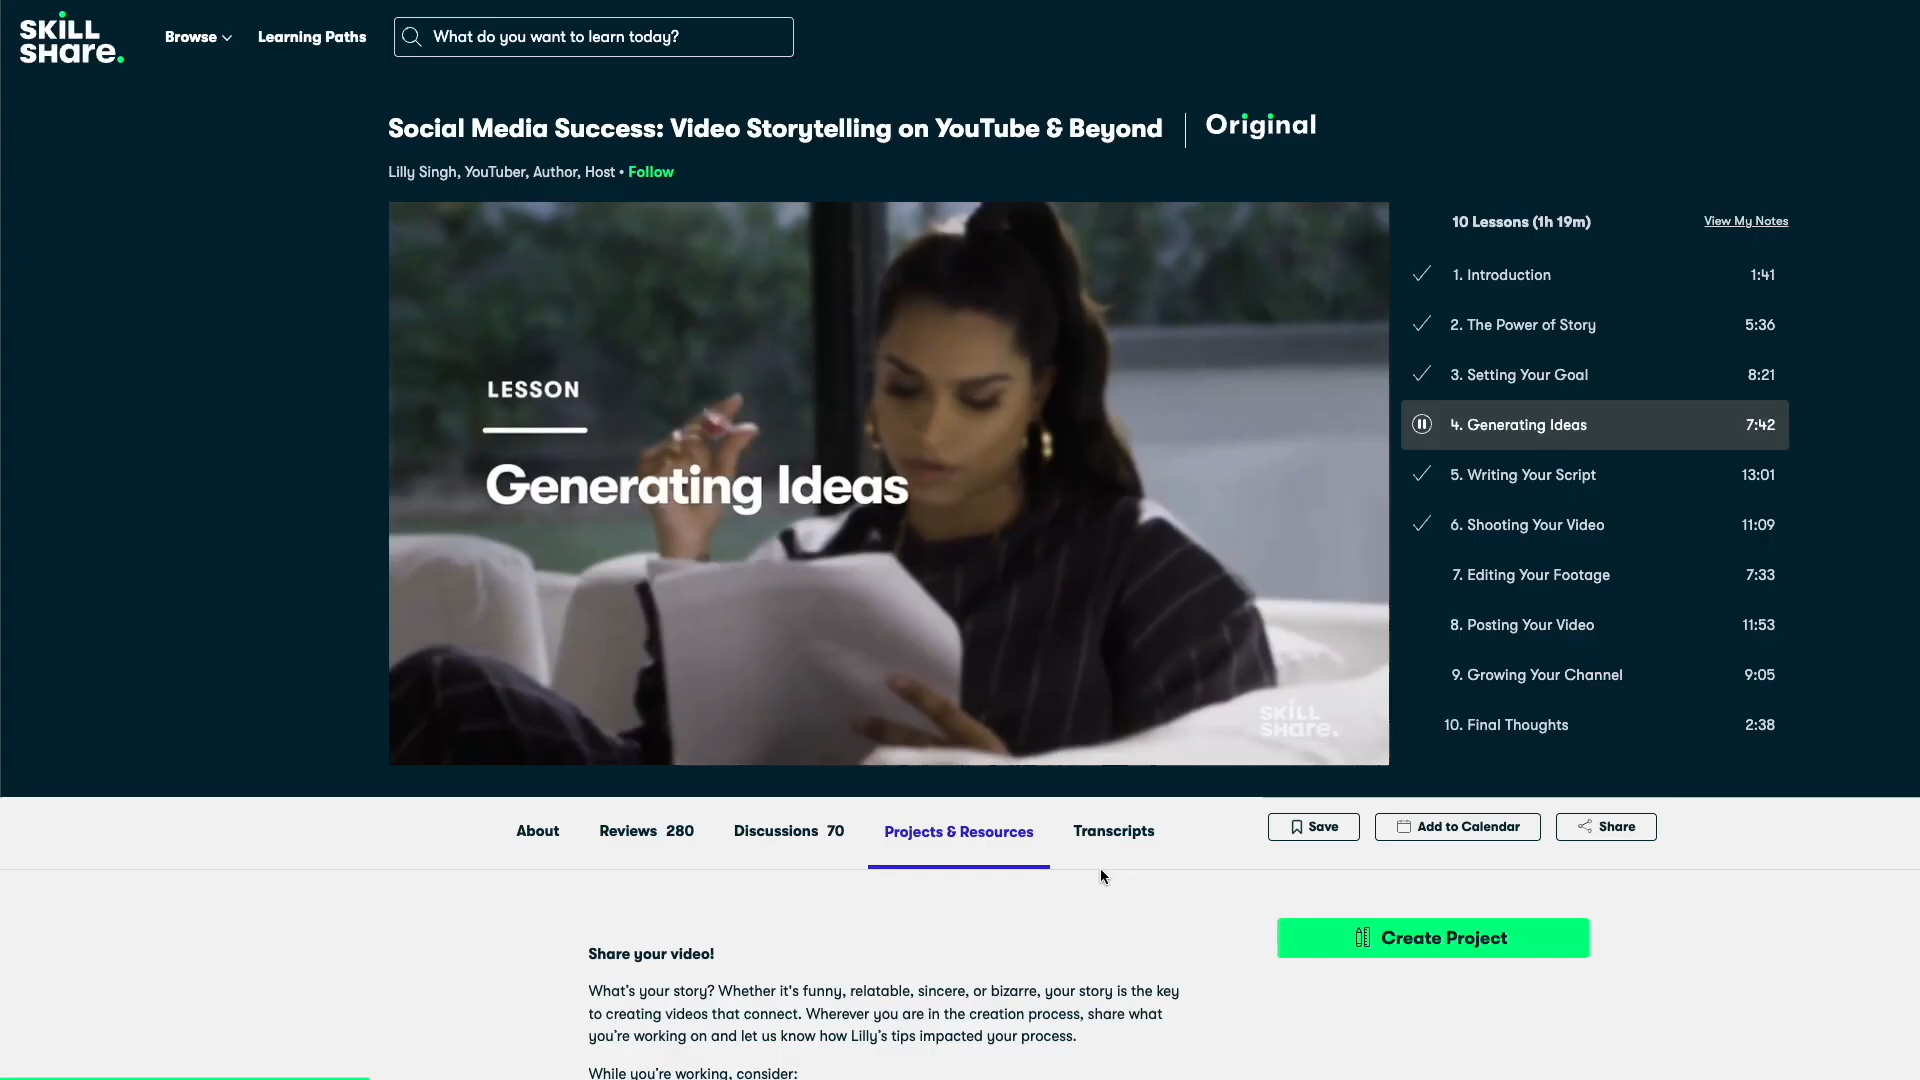 SKILL
SHARE.
Browse
Learning Paths
What do you want to learn today?
Social Media Success: Video Storytelling on YouTube & Beyond
Original
Lilly Singh, YouTuber, Author, Host • Follow
LESSON
Generating Ideas
SKILL
SHARE.
10 Lessons (1h 19m)
View My Notes
1. Introduction 1:41
2. The Power of Story 5:36
3. Setting Your Goal 8:21
4. Generating Ideas 7:42
5. Writing Your Script 13:01
6. Shooting Your Video 11:09
7. Editing Your Footage 7:33
8. Posting Your Video 11:53
9. Growing Your Channel 9:05
10. Final Thoughts 2:38
About
Reviews 280
Discussions 70
Projects & Resources
Transcripts
Save
Add to Calendar
Share
Create Project
Share your video!
What's your story? Whether it's funny, relatable, sincere, or bizarre, your story is the key
to creating videos that connect. Wherever you are in the creation process, share what
you're working on and let us know how Lilly's tips impacted your process.
While you're working, consider: